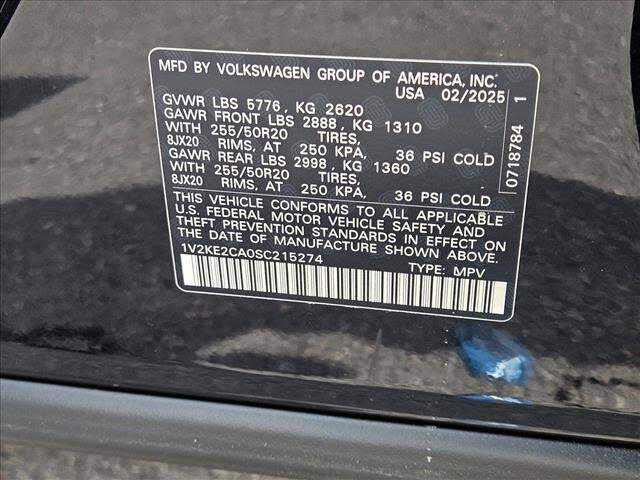 MFD BY VOLKSWAGEN GROUP OF AMERICA, INC.
USA 02/2025
GVWR LBS 5776, KG 2620
GAWR FRONT LBS 2888, KG 1310
WITH 255/50R20 TIRES,
8JX20 RIMS, AT 250 KPA, 36 PSI COLD
GAWR REAR LBS 2998, KG 1360
WITH 255/50R20 TIRES,
8JX20 RIMS, AT 250 KPA, 36 PSI COLD
THIS VEHICLE CONFORMS TO ALL APPLICABLE
U.S. FEDERAL MOTOR VEHICLE SAFETY AND
THEFT PREVENTION STANDARDS IN EFFECT ON
THE DATE OF MANUFACTURE SHOWN ABOVE.
1V2KE2CA0SC215274 TYPE: MPV
0718784 1